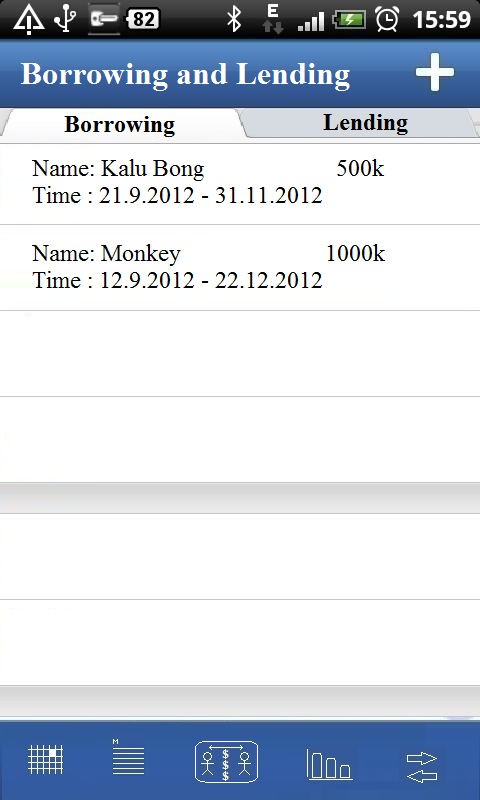 82 E 15:59
Borrowing and Lending
Borrowing Lending
Name: Kalu Bong 500k
Time : 21.9.2012 - 31.11.2012
Name: Monkey 1000k
Time : 12.9.2012 - 22.12.2012
M
$
$
$